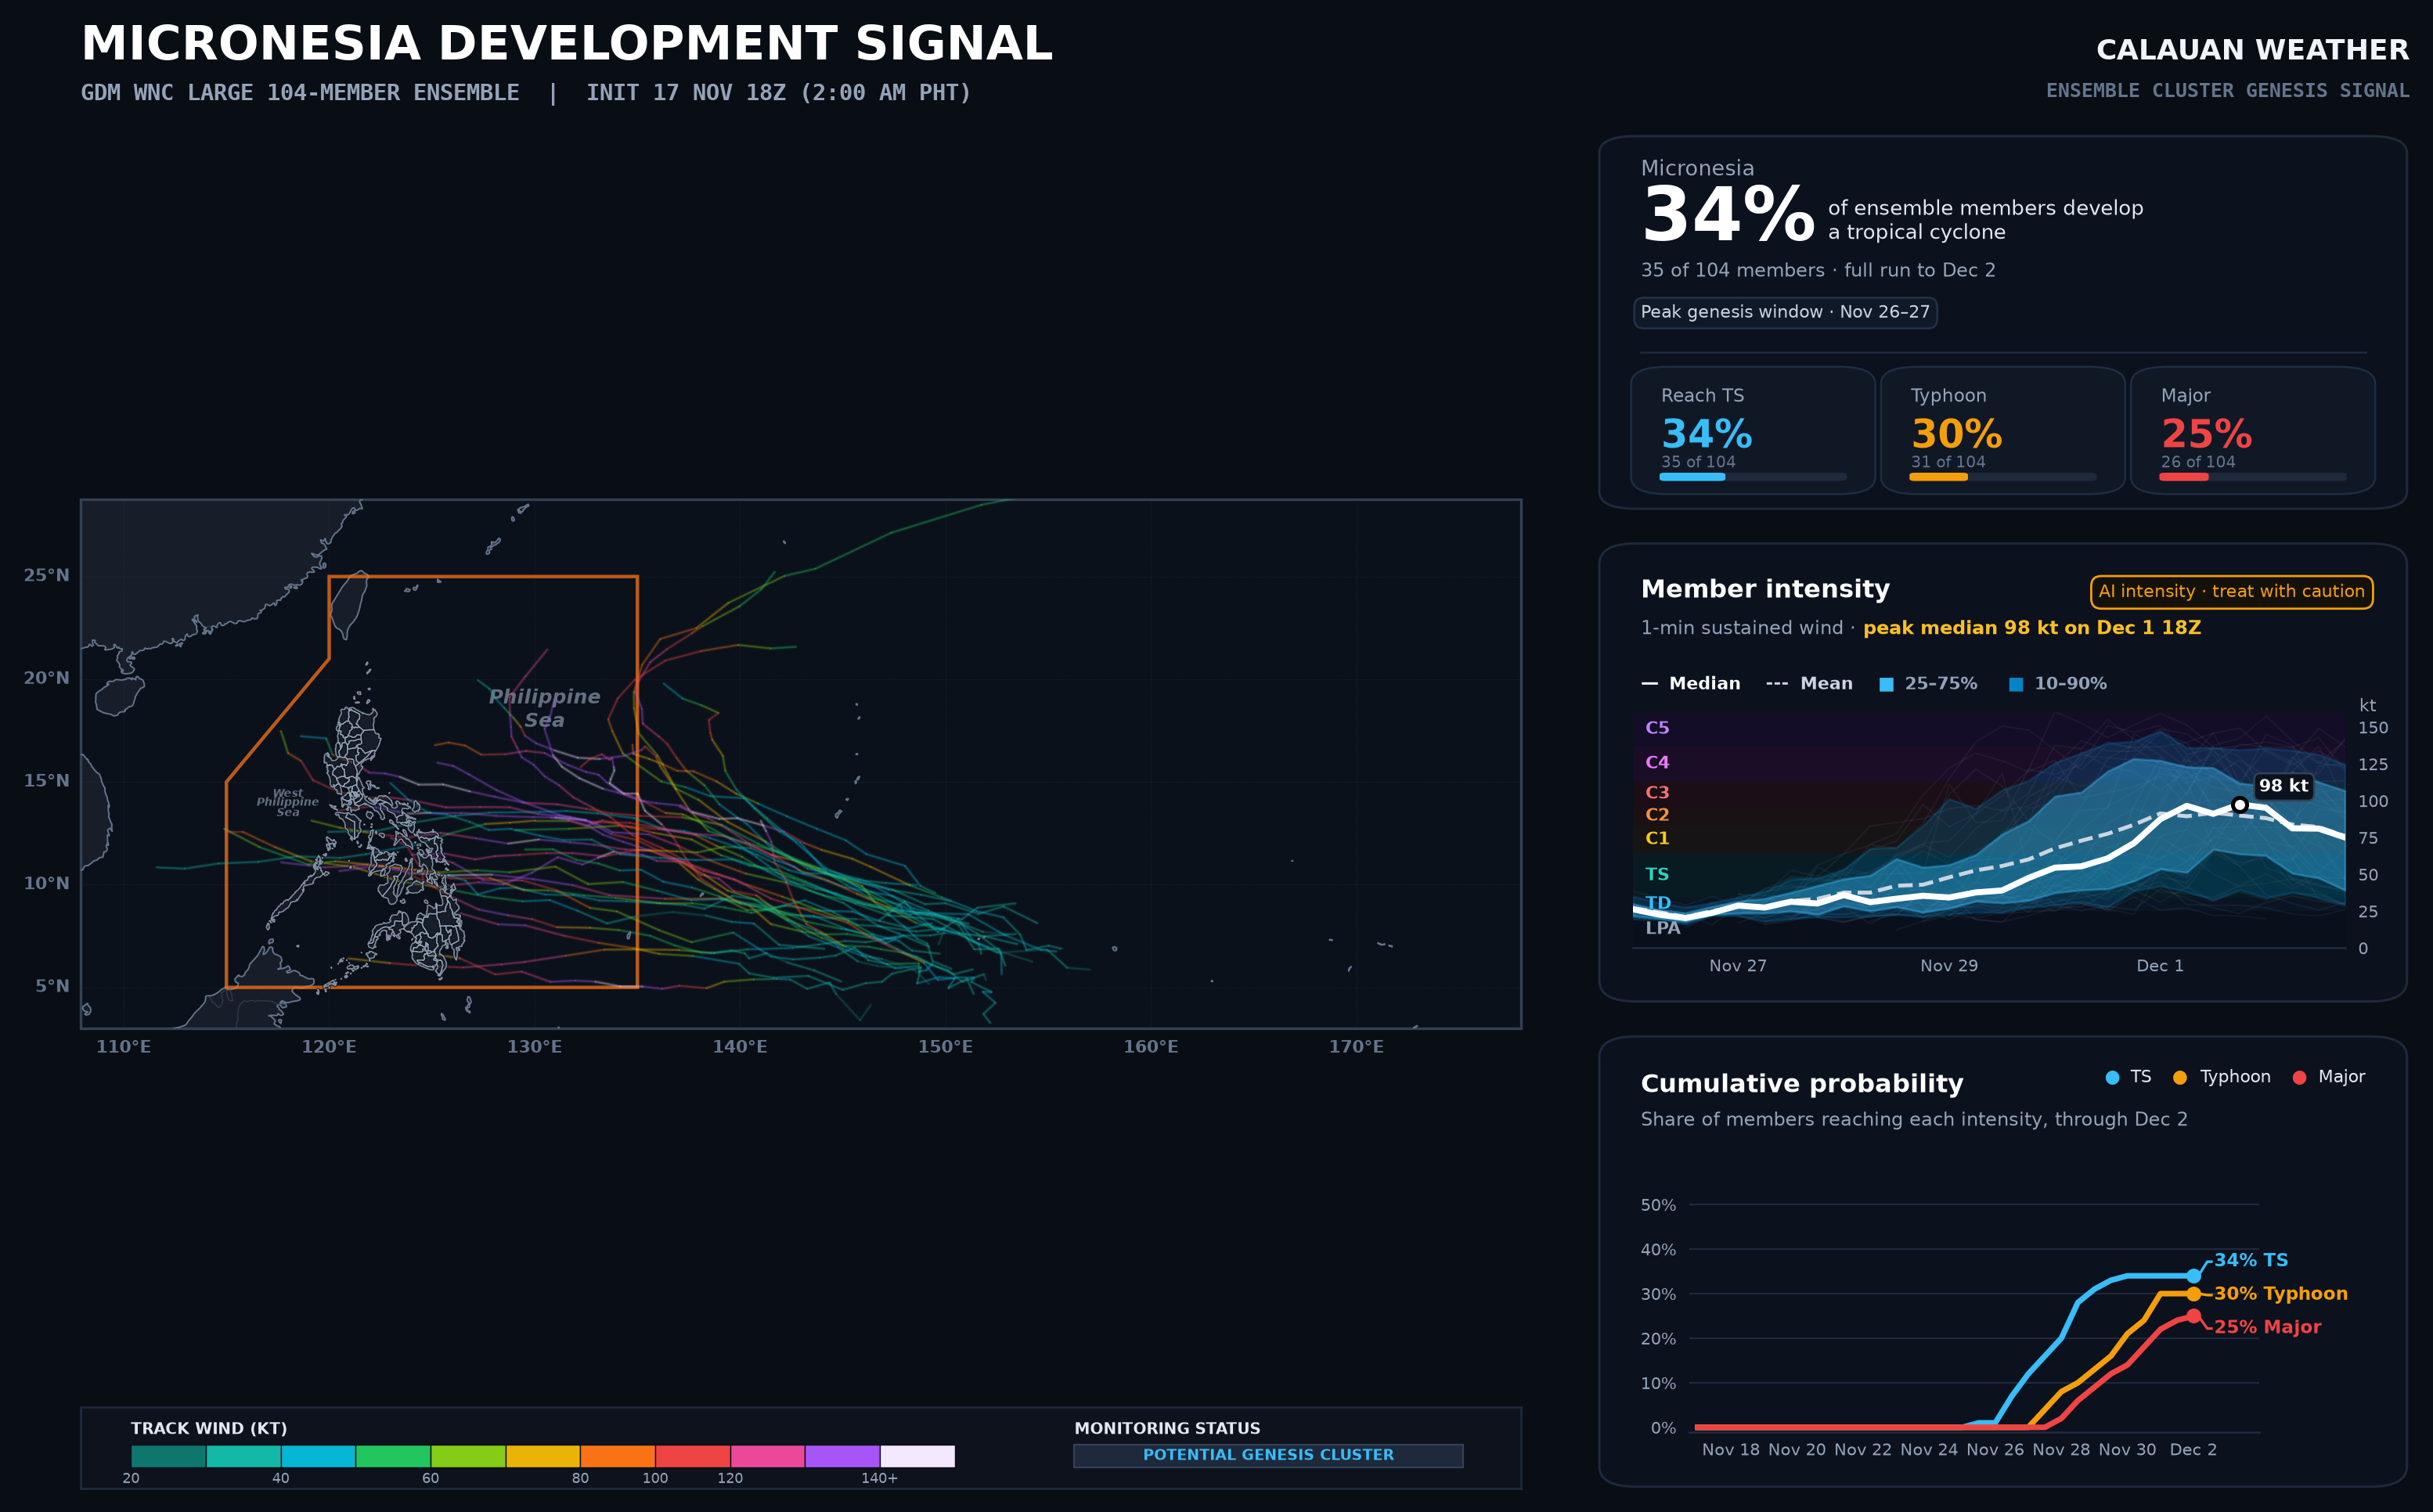 MICRONESIA DEVELOPMENT SIGNAL
GDM WNC LARGE 104-MEMBER ENSEMBLE | INIT 17 NOV 18Z (2:00 AM PHT)
CALAUAN WEATHER
ENSEMBLE CLUSTER GENESIS SIGNAL
Micronesia
34%
of ensemble members develop
a tropical cyclone
35 of 104 members · full run to Dec 2
Peak genesis window · Nov 26–27
Reach TS
34%
35 of 104
Typhoon
30%
31 of 104
Major
25%
26 of 104
25°N
20°N
15°N
10°N
5°N
Philippine
Sea
West
Philippine
Sea
110°E 120°E 130°E 140°E 150°E 160°E 170°E
Member intensity
AI intensity · treat with caution
1-min sustained wind · peak median 98 kt on Dec 1 18Z
Median Mean 25–75% 10–90%
kt
C5
C4
C3
C2
C1
TS
TD
LPA
98 kt
150
125
100
75
50
25
0
Nov 27 Nov 29 Dec 1
Cumulative probability
TS Typhoon Major
Share of members reaching each intensity, through Dec 2
50%
40%
30%
20%
10%
0%
34% TS
30% Typhoon
25% Major
Nov 18 Nov 20 Nov 22 Nov 24 Nov 26 Nov 28 Nov 30 Dec 2
TRACK WIND (KT)
20 40 60 80 100 120 140+
MONITORING STATUS
POTENTIAL GENESIS CLUSTER